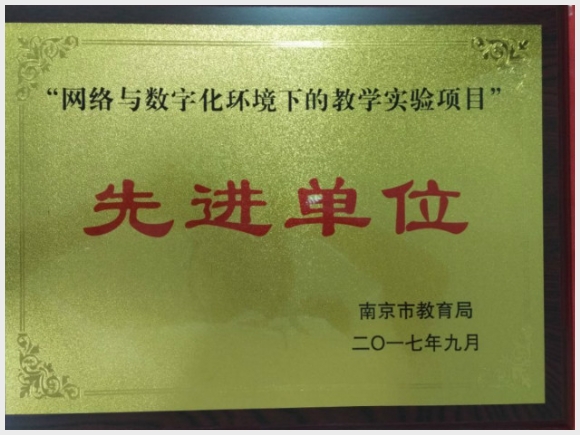 “网络与数字化环境下的教学实验项目”
先进单位
南京市教育局
二〇一七年九月